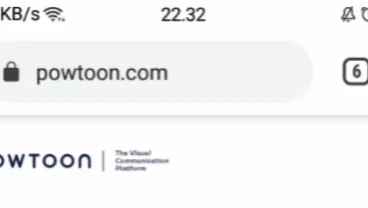 KB/s 22.32
powtoon.com 6
owtoon | The Visual
Communication
Platform